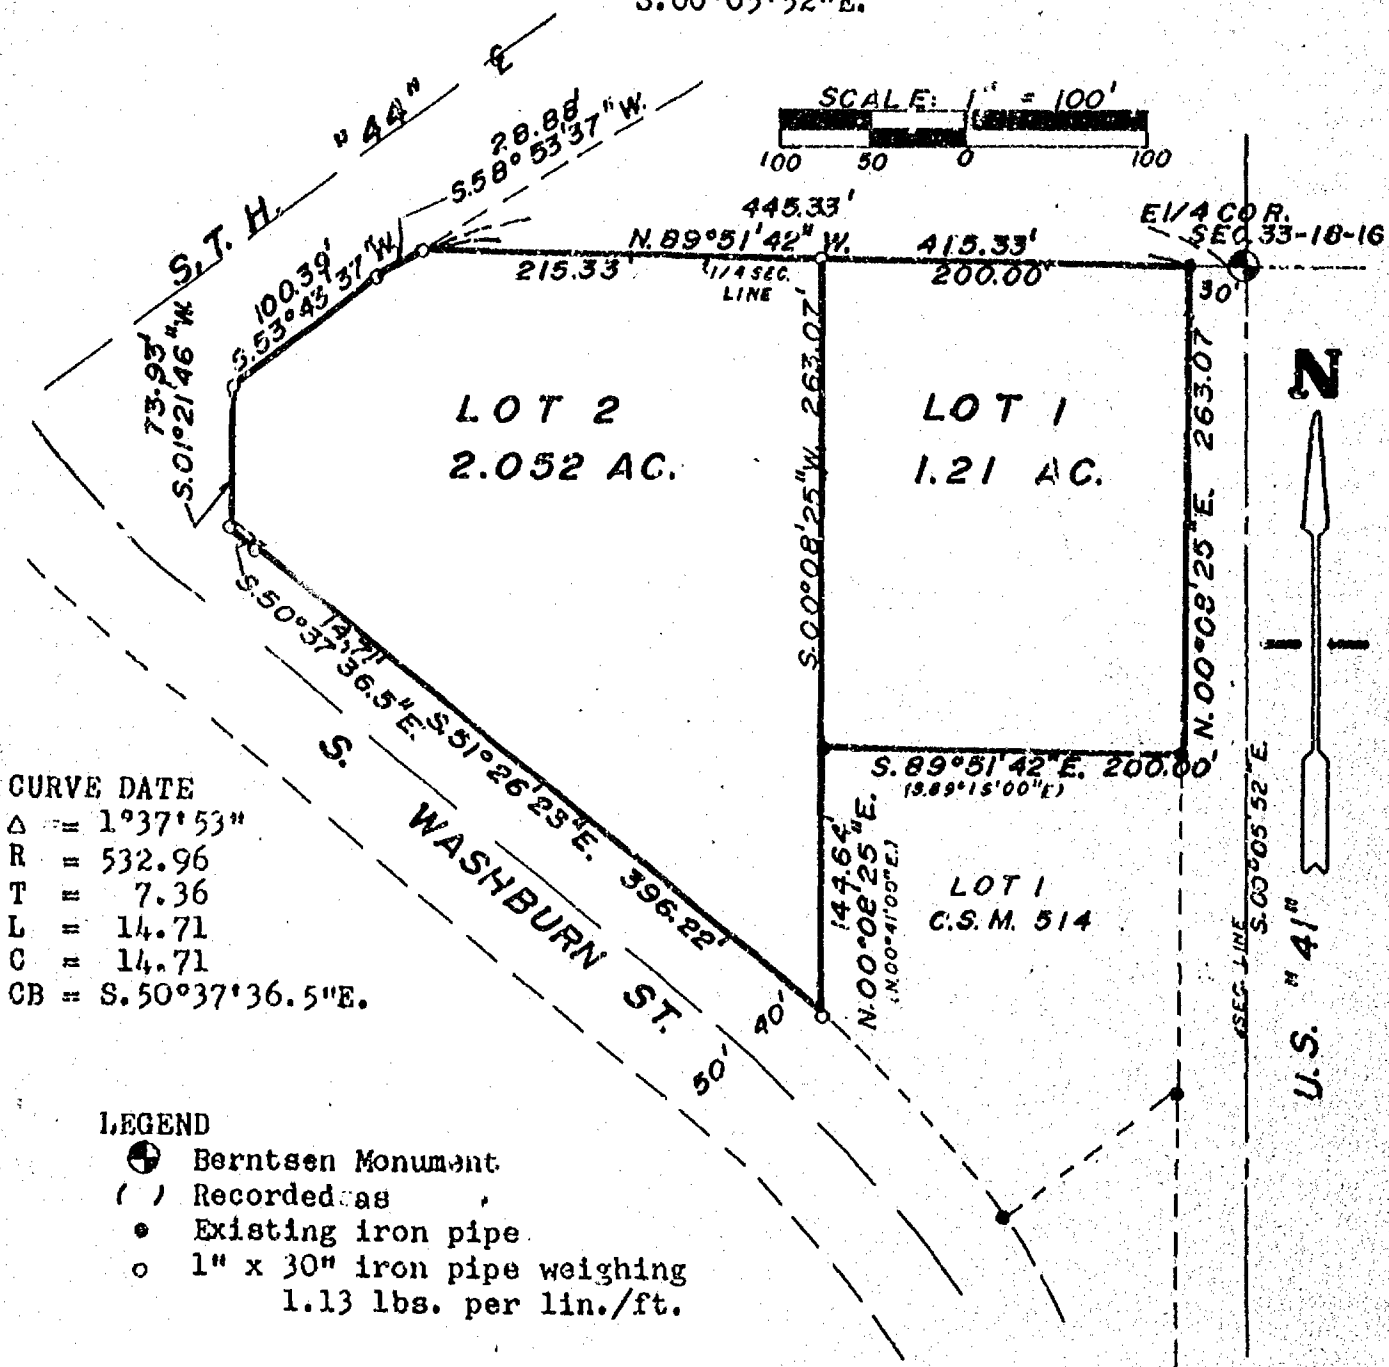 S.00°05'52"E.
S.T.H. "44" ℄
28.88'
S.58°53'37"W.
SCALE: 1" = 100'
100 50 0 100
100.39'
S.53°43'37"W.
445.33'
N.89°51'42"W.
415.33'
215.33'
1/4 SEC.
LINE
200.00'
E1/4 COR.
SEC.33-18-16
30'
73.93'
S.01°21'46"W.
LOT 2
2.052 AC.
S.00°08'25"W. 263.07'
LOT 1
1.21 AC.
N.00°08'25"E. 263.07
N
14.71'
S.50°37'36.5"E.
S.51°26'23"E. 396.22'
S. WASHBURN ST.
40'
50'
S.89°51'42"E. 200.00'
(S.89°15'00"E)
144.64'
N.00°08'25"E.
(N.00°41'00"E.)
LOT 1
C.S.M. 514
SEC. LINE
S.00°05'52"E.
U.S. "41"
CURVE DATE
Δ = 1°37'53"
R = 532.96
T = 7.36
L = 14.71
C = 14.71
CB = S.50°37'36.5"E.
LEGEND
Berntsen Monument
( ) Recorded as
Existing iron pipe
1" x 30" iron pipe weighing
1.13 lbs. per lin./ft.